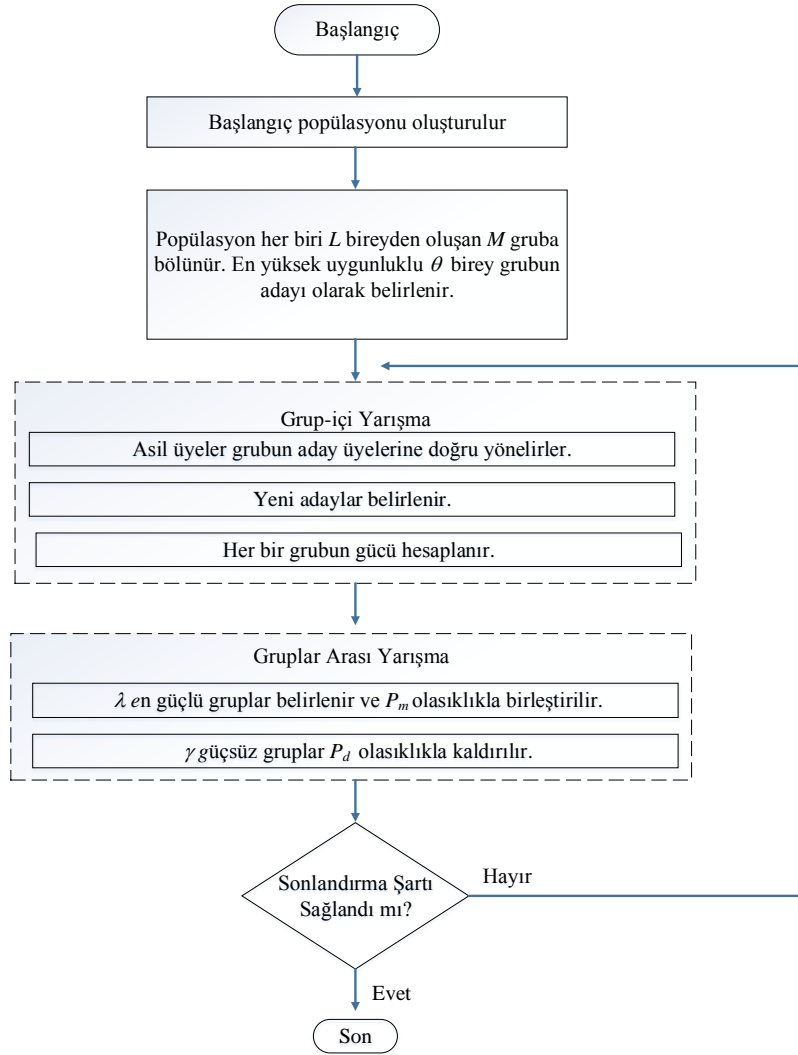 Başlangıç
Başlangıç popülasyonu oluşturulur
Popülasyon her biri L bireyden oluşan M gruba
bölünür. En yüksek uygunluklu θ birey grubun
adayı olarak belirlenir.
Grup-içi Yarışma
Asil üyeler grubun aday üyelerine doğru yönelirler.
Yeni adaylar belirlenir.
Her bir grubun gücü hesaplanır.
Gruplar Arası Yarışma
λ en güçlü gruplar belirlenir ve Pm olasıklıkla birleştirilir.
γ güçsüz gruplar Pd olasıklıkla kaldırılır.
Sonlandırma Şartı
Sağlandı mı?
Hayır
Evet
Son